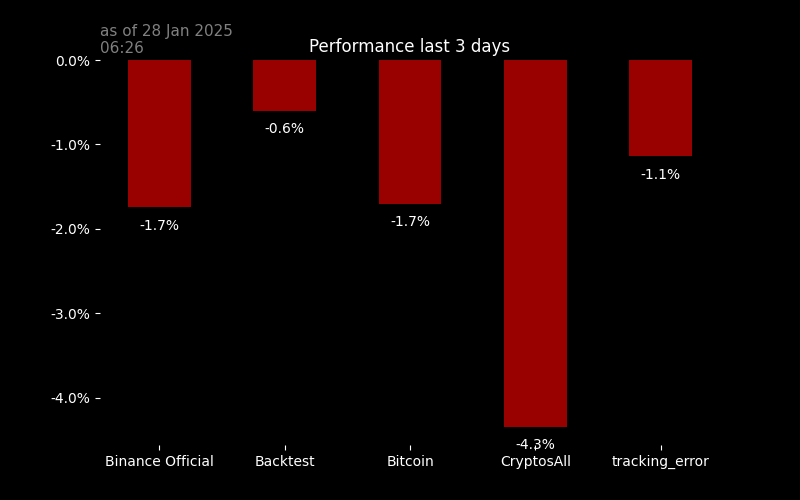 as of 28 Jan 2025
06:26
Performance last 3 days
0.0%
-1.0%
-2.0%
-3.0%
-4.0%
-1.7%
-0.6%
-1.7%
-4.3%
-1.1%
Binance Official
Backtest
Bitcoin
CryptosAll
tracking_error